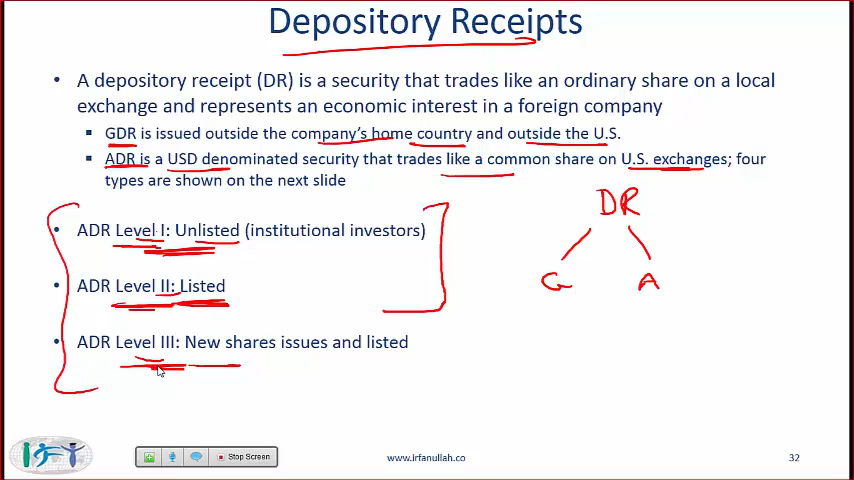 Depository Receipts
• A depository receipt (DR) is a security that trades like an ordinary share on a local
exchange and represents an economic interest in a foreign company
▪ GDR is issued outside the company's home country and outside the U.S.
▪ ADR is a USD denominated security that trades like a common share on U.S. exchanges; four
types are shown on the next slide
DR
• ADR Level I: Unlisted (institutional investors)
G A
• ADR Level II: Listed
• ADR Level III: New shares issues and listed
Stop Screen
www.irfanullah.co
32